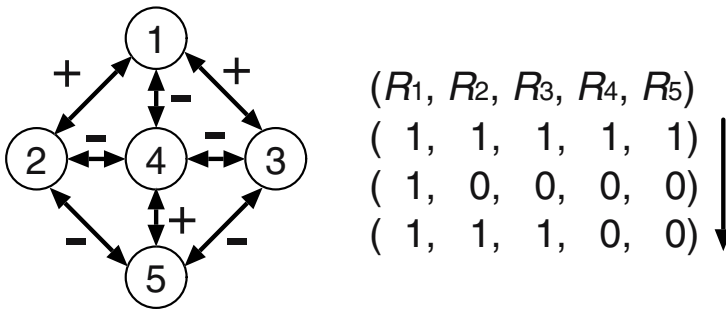 1
+ +
-
- -
2 4 3
- + -
5
(R1, R2, R3, R4, R5)
( 1, 1, 1, 1, 1)
( 1, 0, 0, 0, 0)
( 1, 1, 1, 0, 0)